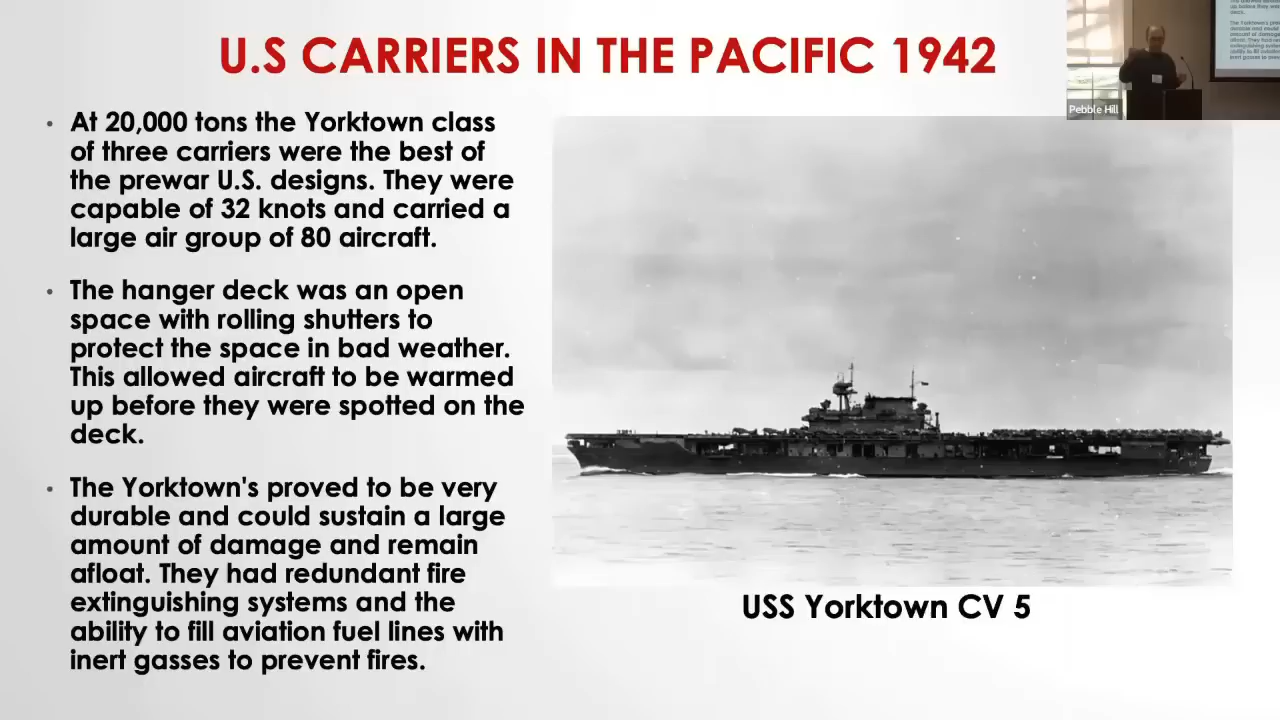 U.S CARRIERS IN THE PACIFIC 1942
• At 20,000 tons the Yorktown class
of three carriers were the best of
the prewar U.S. designs. They were
capable of 32 knots and carried a
large air group of 80 aircraft.
• The hanger deck was an open
space with rolling shutters to
protect the space in bad weather.
This allowed aircraft to be warmed
up before they were spotted on the
deck.
• The Yorktown's proved to be very
durable and could sustain a large
amount of damage and remain
afloat. They had redundant fire
extinguishing systems and the
ability to fill aviation fuel lines with
inert gasses to prevent fires.
USS Yorktown CV 5
Pebble Hill